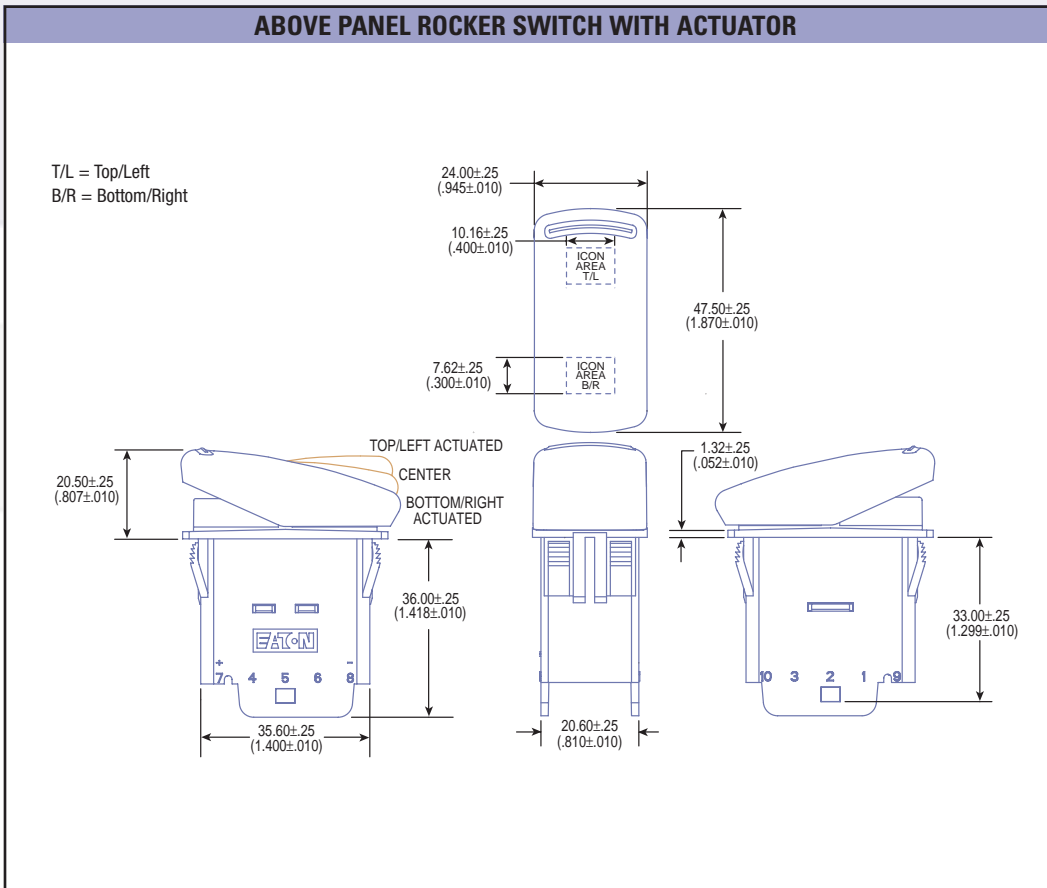 ABOVE PANEL ROCKER SWITCH WITH ACTUATOR
T/L = Top/Left
B/R = Bottom/Right
24.00±.25
(.945±.010)
10.16±.25
(.400±.010)
ICON
AREA
T/L
47.50±.25
(1.870±.010)
7.62±.25
(.300±.010)
ICON
AREA
B/R
TOP/LEFT ACTUATED
CENTER
BOTTOM/RIGHT
ACTUATED
20.50±.25
(.807±.010)
1.32±.25
(.052±.010)
36.00±.25
(1.418±.010)
33.00±.25
(1.299±.010)
EATON
+ -
7 4 5 6 8
10 3 2 1 9
35.60±.25
(1.400±.010)
20.60±.25
(.810±.010)